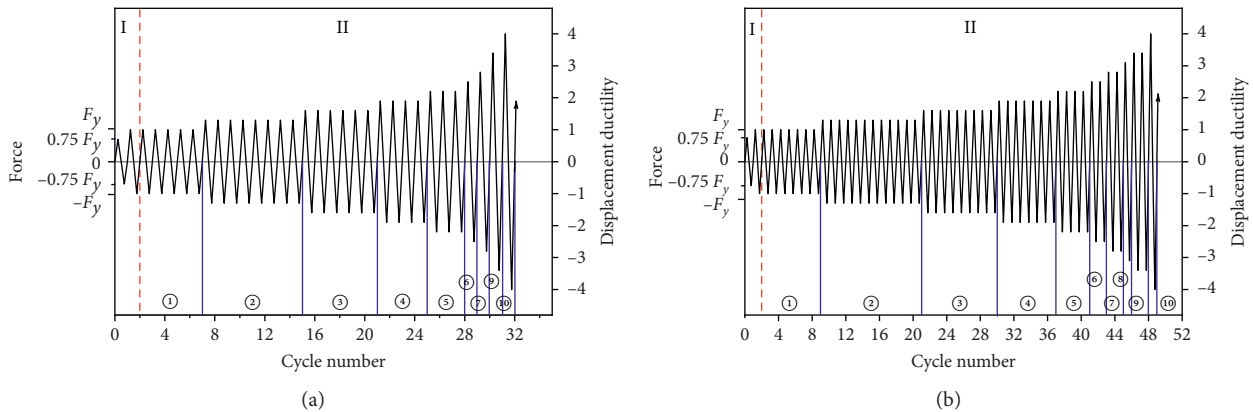 I
II
Force
F_y
0.75 F_y
0
−0.75 F_y
−F_y
4
3
2
1
0
−1
−2
−3
−4
Displacement ductility
① ② ③ ④ ⑤ ⑥ ⑦ ⑨ ⑩
0 4 8 12 16 20 24 28 32
Cycle number
(a)
I
II
Force
F_y
0.75 F_y
0
−0.75 F_y
−F_y
4
3
2
1
0
−1
−2
−3
−4
Displacement ductility
① ② ③ ④ ⑤ ⑥ ⑦ ⑧ ⑨ ⑩
0 4 8 12 16 20 24 28 32 36 40 44 48 52
Cycle number
(b)